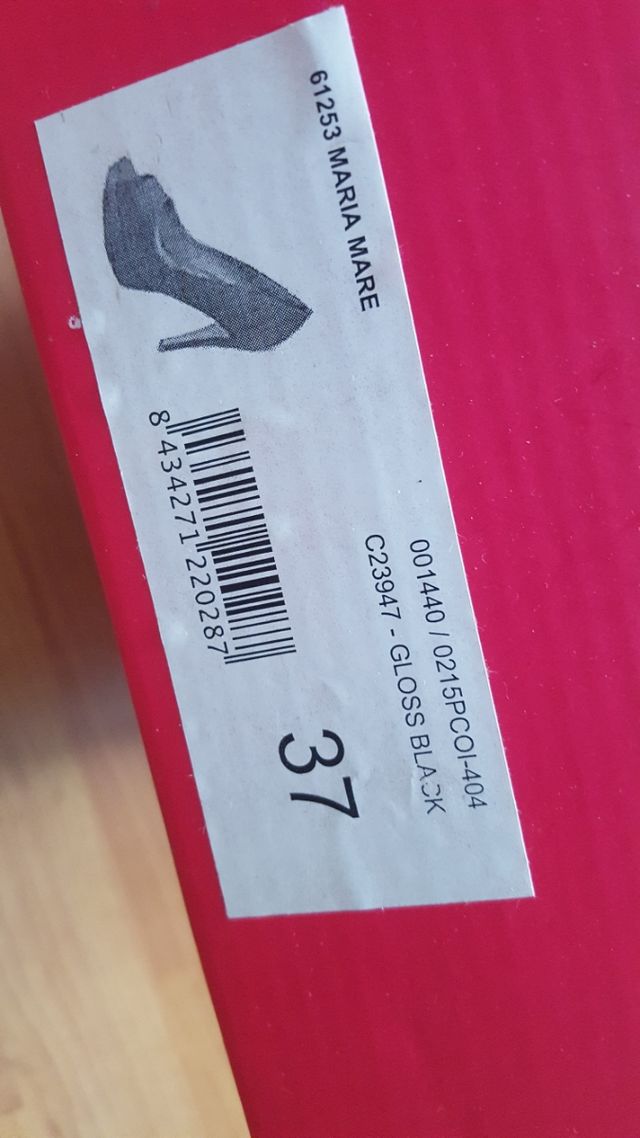 61253 MARIA MARE
001440 / 0215PCOI-404
C23947 - GLOSS BLACK
8 434271 220287
37